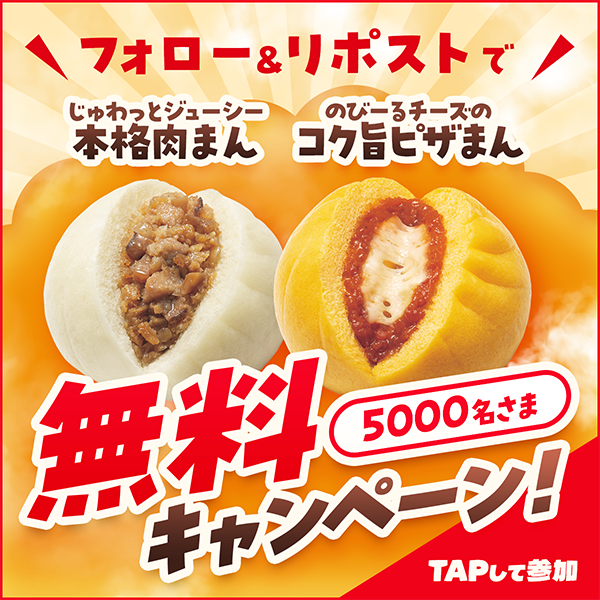 フォロー&リポストで
じゅわっとジューシー
本格肉まん
のびーるチーズの
コク旨ピザまん
無料
5000名さま
キャンペーン!
TAPして参加